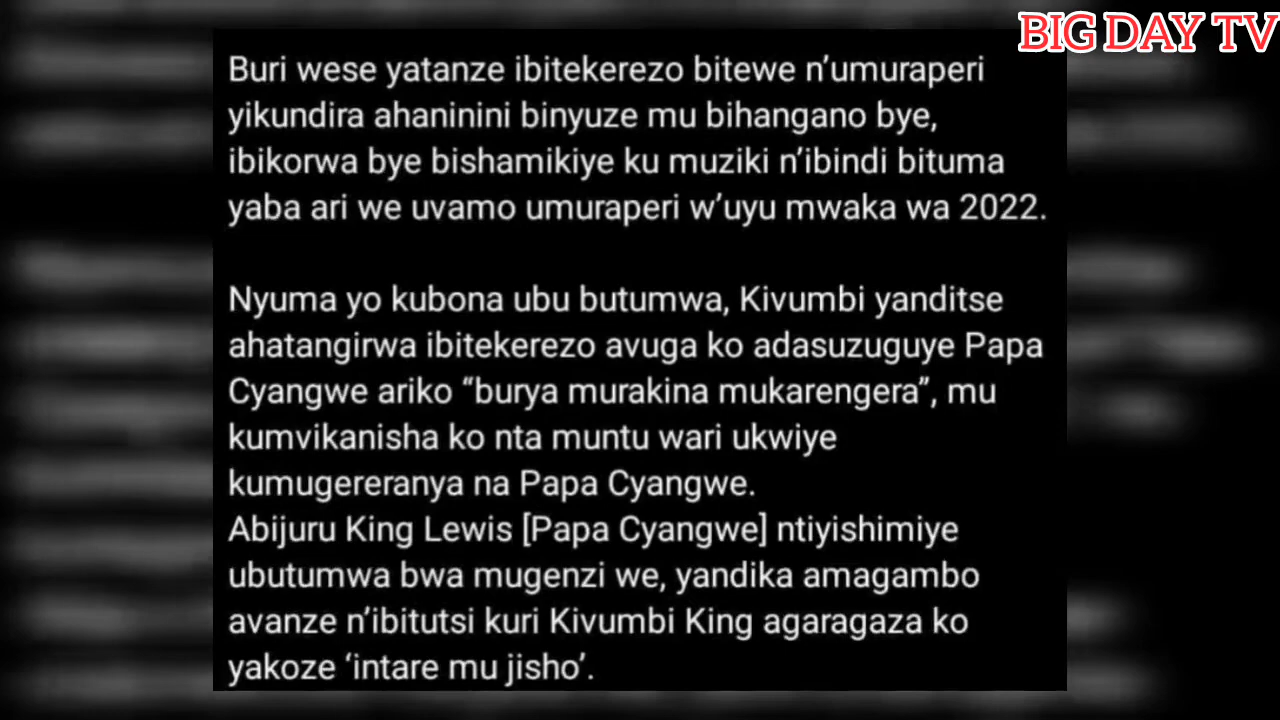 BIG DAY TV
Buri wese yatanze ibitekerezo bitewe n’umuraperi
yikundira ahaninini binyuze mu bihangano bye,
ibikorwa bye bishamikiye ku muziki n’ibindi bituma
yaba ari we uvamo umuraperi w’uyu mwaka wa 2022.
Nyuma yo kubona ubu butumwa, Kivumbi yanditse
ahatangirwa ibitekerezo avuga ko adasuzuguye Papa
Cyangwe ariko “burya murakina mukarengera”, mu
kumvikanisha ko nta muntu wari ukwiye
kumugereranya na Papa Cyangwe.
Abijuru King Lewis [Papa Cyangwe] ntiyishimiye
ubutumwa bwa mugenzi we, yandika amagambo
avanze n’ibitutsi kuri Kivumbi King agaragaza ko
yakoze ‘intare mu jisho’.